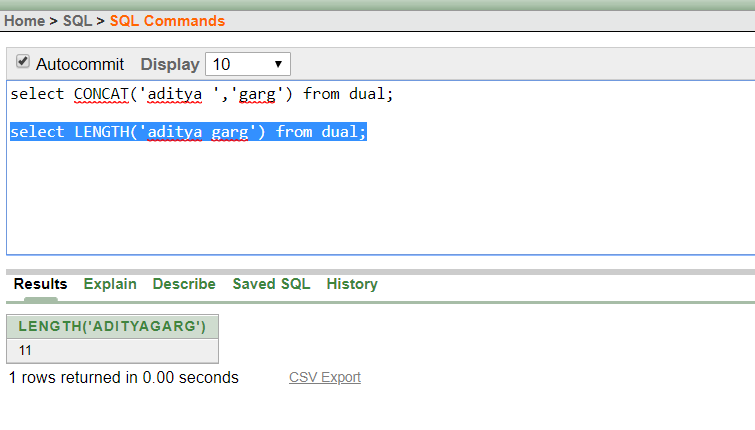 Home > SQL > SQL Commands
Autocommit Display 10
select CONCAT('aditya ','garg') from dual;
select LENGTH('aditya garg') from dual;
Results Explain Describe Saved SQL History
LENGTH('ADITYAGARG')
11
1 rows returned in 0.00 seconds CSV Export